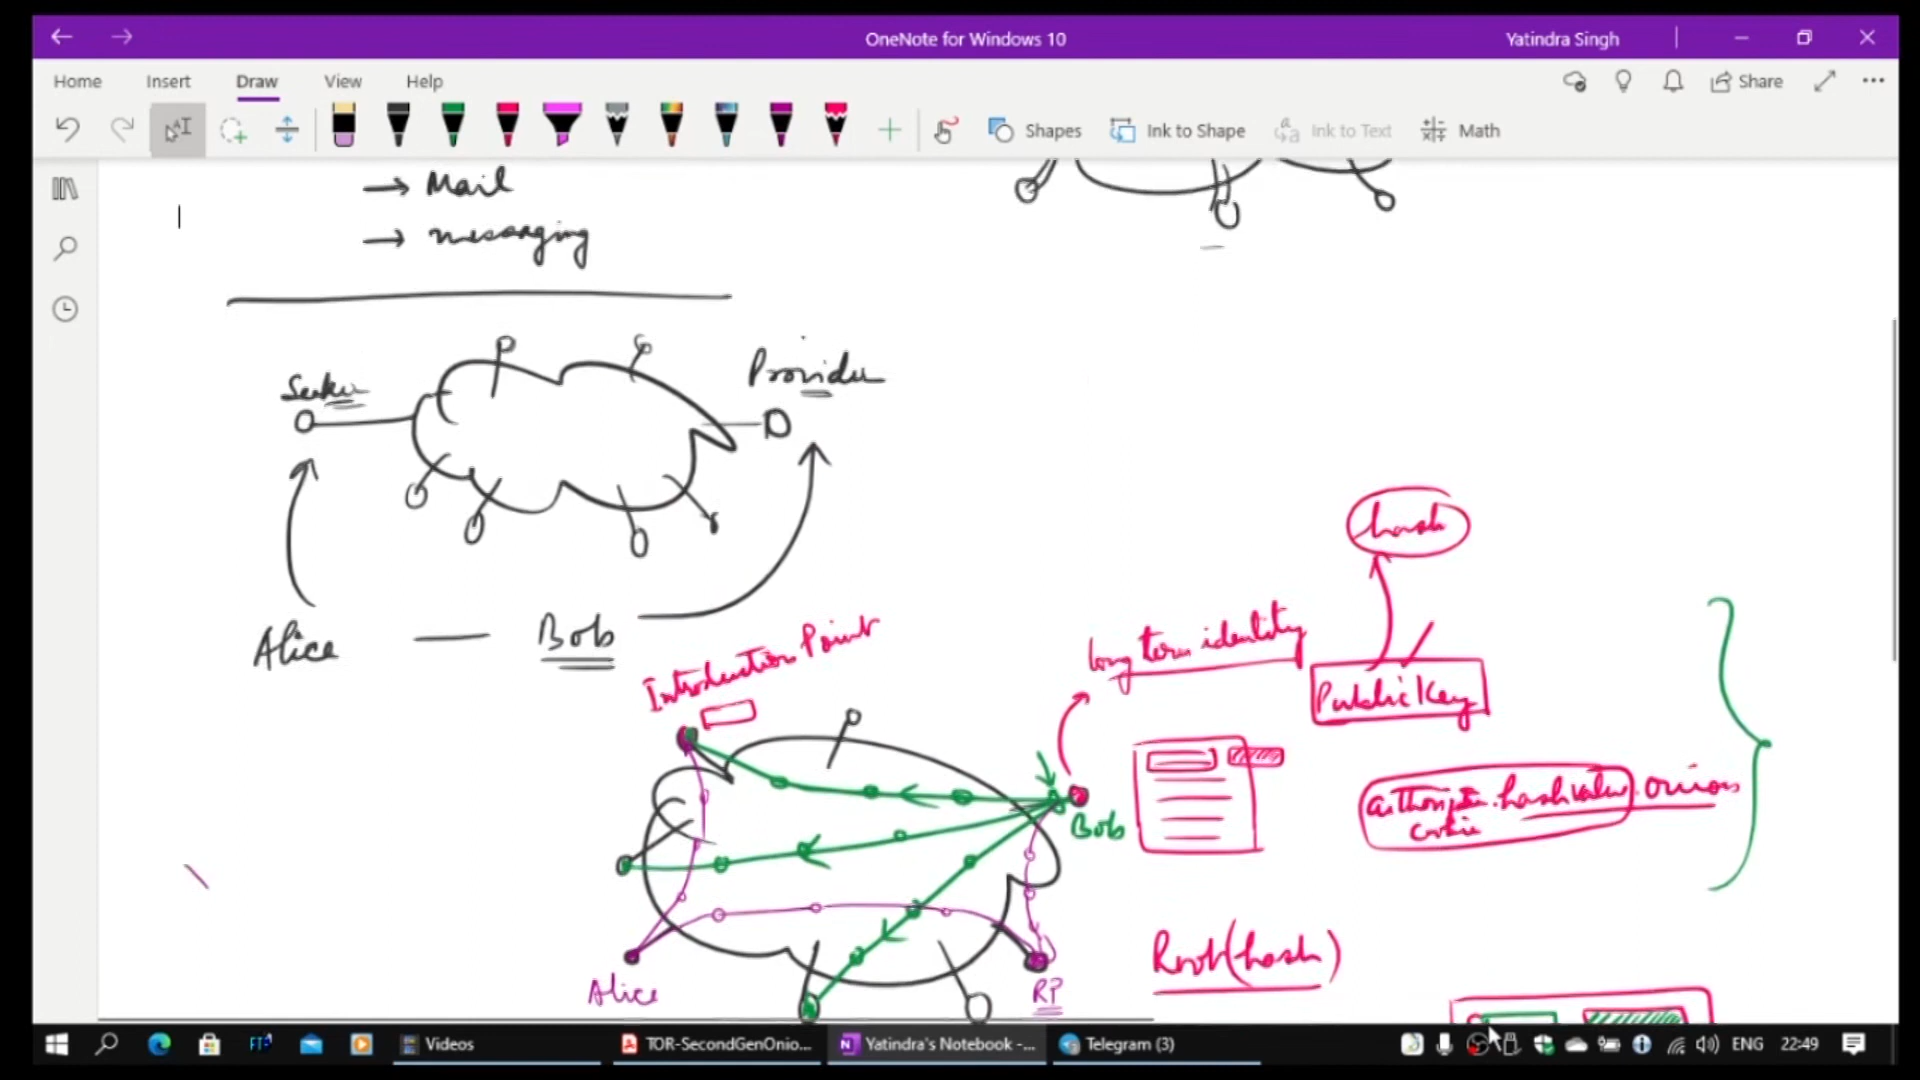 OneNote for Windows 10
Yatindra Singh
Home Insert Draw View Help
Share
Shapes Ink to Shape Ink to Text Math
→ Mail
→ messaging
Seeker
Provider
Alice — Bob
Introduction Point
long term identity
hash
Public Key
Bob
hashvalue.onion
cookie
Root(hash)
Alice
RP
Videos
TOR-SecondGenOnio...
Yatindra's Notebook -...
Telegram (3)
ENG
22:49